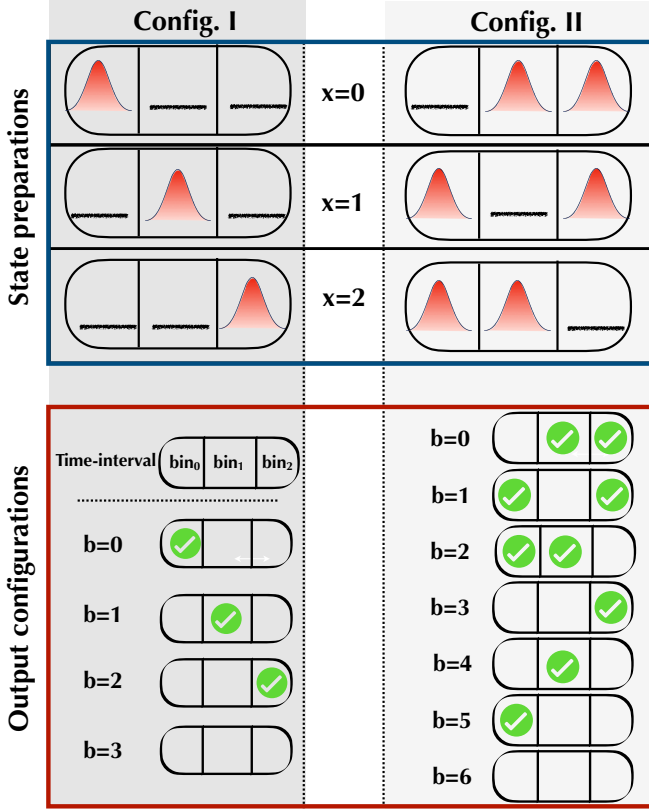 Config. I
Config. II
State preparations
x=0
x=1
x=2
Output configurations
Time-interval
bin₀
bin₁
bin₂
b=0
b=1
b=2
b=3
b=0
b=1
b=2
b=3
b=4
b=5
b=6